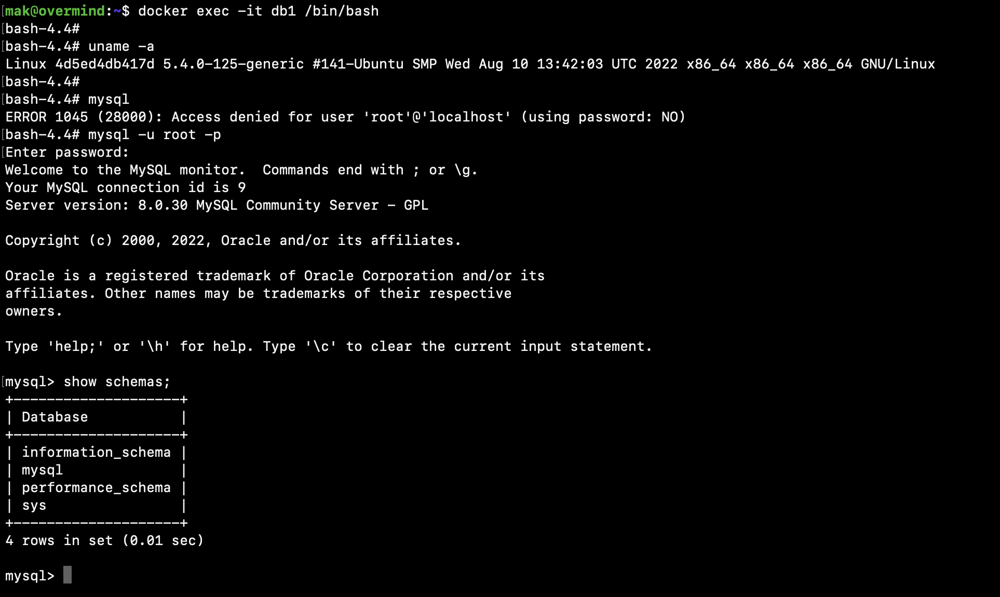 mak@overmind:~$ docker exec -it db1 /bin/bash
bash-4.4#
bash-4.4# uname -a
Linux 4d5ed4db417d 5.4.0-125-generic #141-Ubuntu SMP Wed Aug 10 13:42:03 UTC 2022 x86_64 x86_64 x86_64 GNU/Linux
bash-4.4#
bash-4.4# mysql
ERROR 1045 (28000): Access denied for user 'root'@'localhost' (using password: NO)
bash-4.4# mysql -u root -p
Enter password:
Welcome to the MySQL monitor.  Commands end with ; or \g.
Your MySQL connection id is 9
Server version: 8.0.30 MySQL Community Server - GPL

Copyright (c) 2000, 2022, Oracle and/or its affiliates.

Oracle is a registered trademark of Oracle Corporation and/or its
affiliates. Other names may be trademarks of their respective
owners.

Type 'help;' or '\h' for help. Type '\c' to clear the current input statement.

mysql> show schemas;
+--------------------+
| Database           |
+--------------------+
| information_schema |
| mysql              |
| performance_schema |
| sys                |
+--------------------+
4 rows in set (0.01 sec)

mysql>